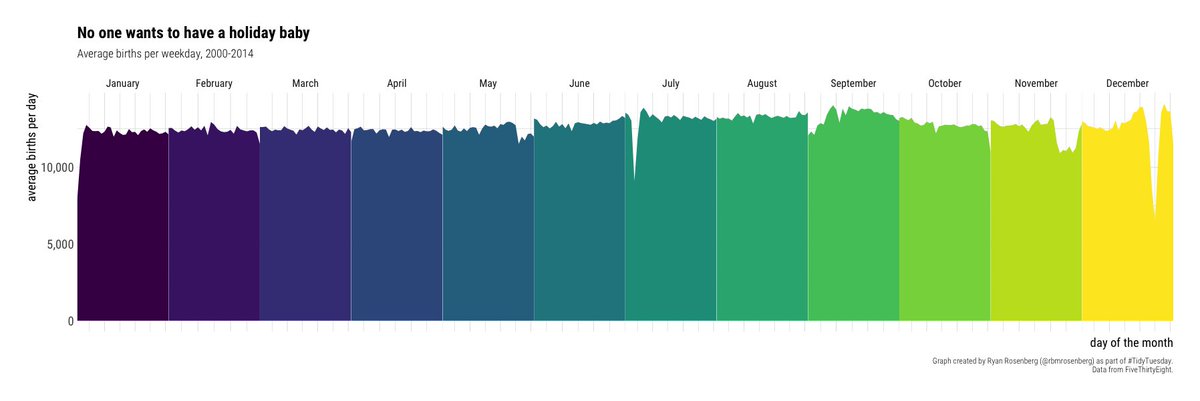 No one wants to have a holiday baby
Average births per weekday, 2000-2014
January February March April May June July August September October November December
average births per day
10,000
5,000
0
day of the month
Graph created by Ryan Rosenberg (@rbmrosenberg) as part of #TidyTuesday.
Data from FiveThirtyEight.